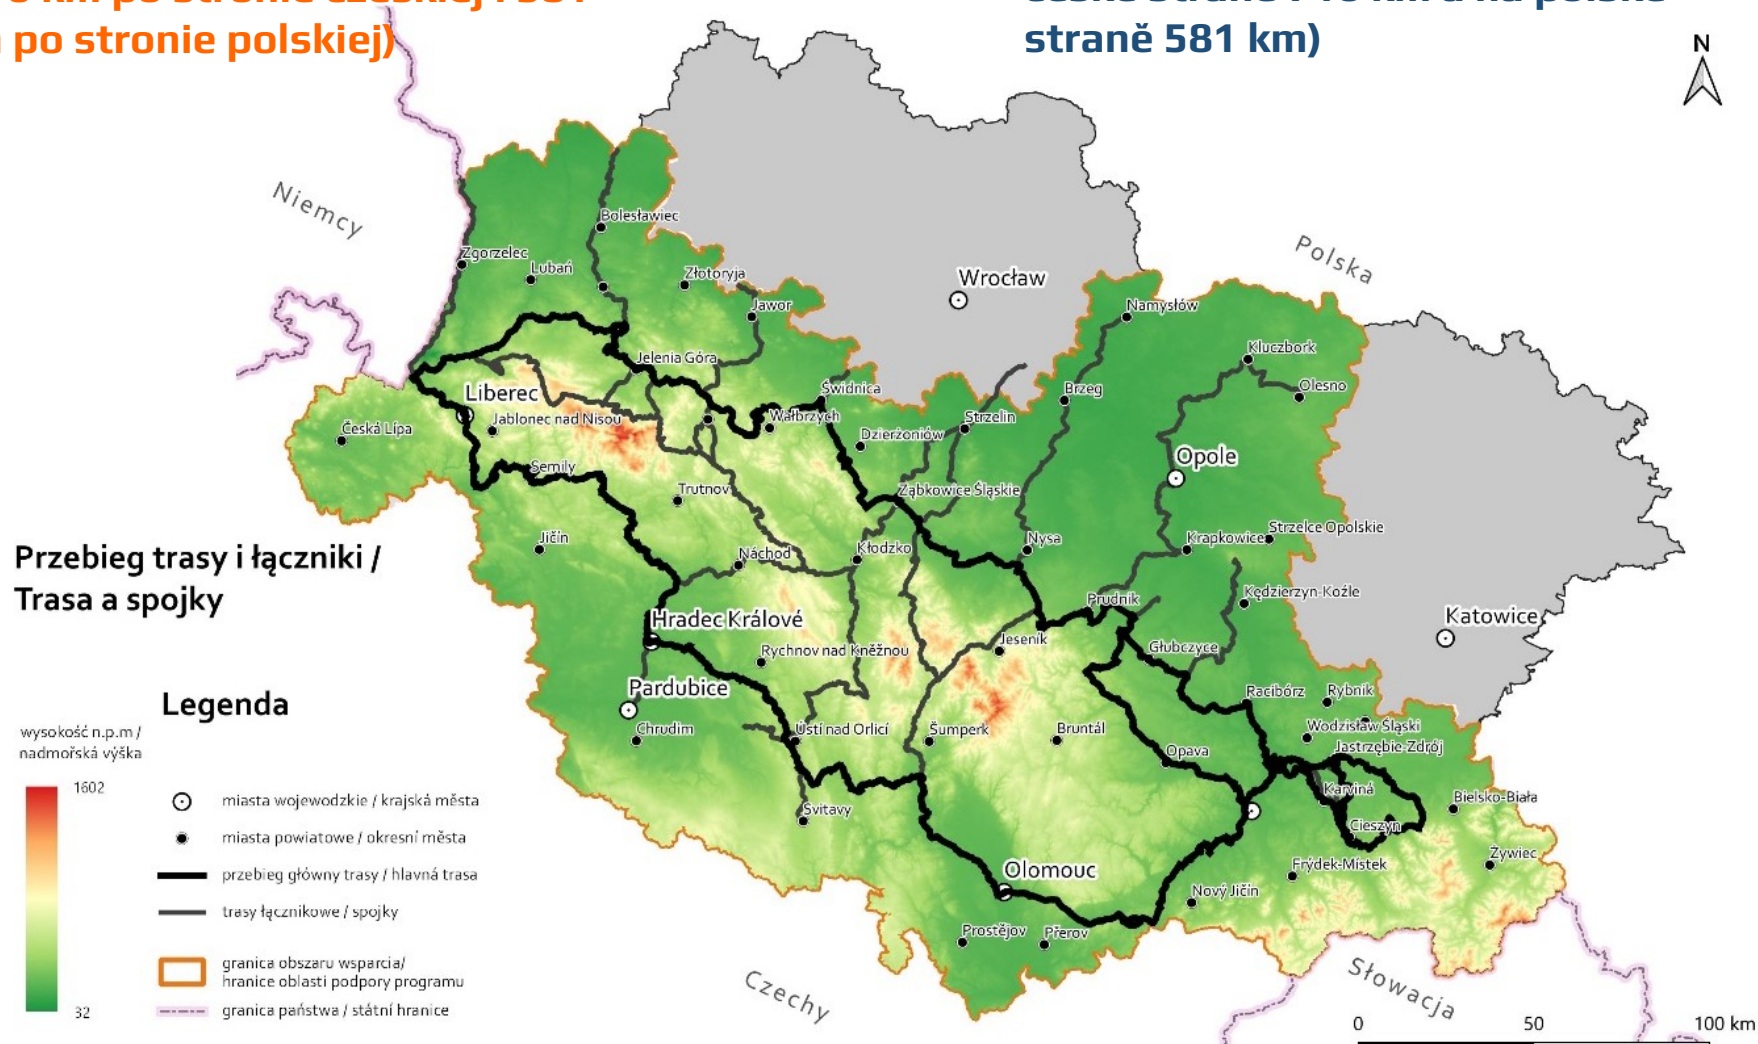 po stronie czeskiej i 581
po stronie polskiej)
straně 581 km)
N
Niemcy
Polska
Bolesławiec
Zgorzelec
Lubań
Złotoryja
Jawor
Wrocław
Namysłów
Jelenia Góra
Kluczbork
Olesno
Liberec
Świdnica
Brzeg
Jablonec nad Nisou
Wałbrzych
Strzelin
Česká Lípa
Dzierżoniów
Opole
Semily
Trutnov
Ząbkowice Śląskie
Jičín
Náchod
Kłodzko
Nysa
Krapkowice
Strzelce Opolskie
Przebieg trasy i łączniki /
Trasa a spojky
Prudnik
Kędzierzyn-Koźle
Katowice
Hradec Králové
Rychnov nad Kněžnou
Jeseník
Głubczyce
Pardubice
Racibórz
Rybnik
Chrudim
Ústí nad Orlicí
Šumperk
Bruntál
Opava
Wodzisław Śląski
Jastrzębie-Zdrój
Karviná
Bielsko-Biała
Svitavy
Cieszyn
Frýdek-Místek
Żywiec
Olomouc
Nový Jičín
Prostějov
Přerov
Czechy
Słowacja
Legenda
wysokość n.p.m /
nadmořská výška
1602
32
miasta wojewodzkie / krajská města
miasta powiatowe / okresní města
przebieg główny trasy / hlavná trasa
trasy łącznikowe / spojky
granica obszaru wsparcia/
hranice oblasti podpory programu
granica państwa / státní hranice
0 50 100 km